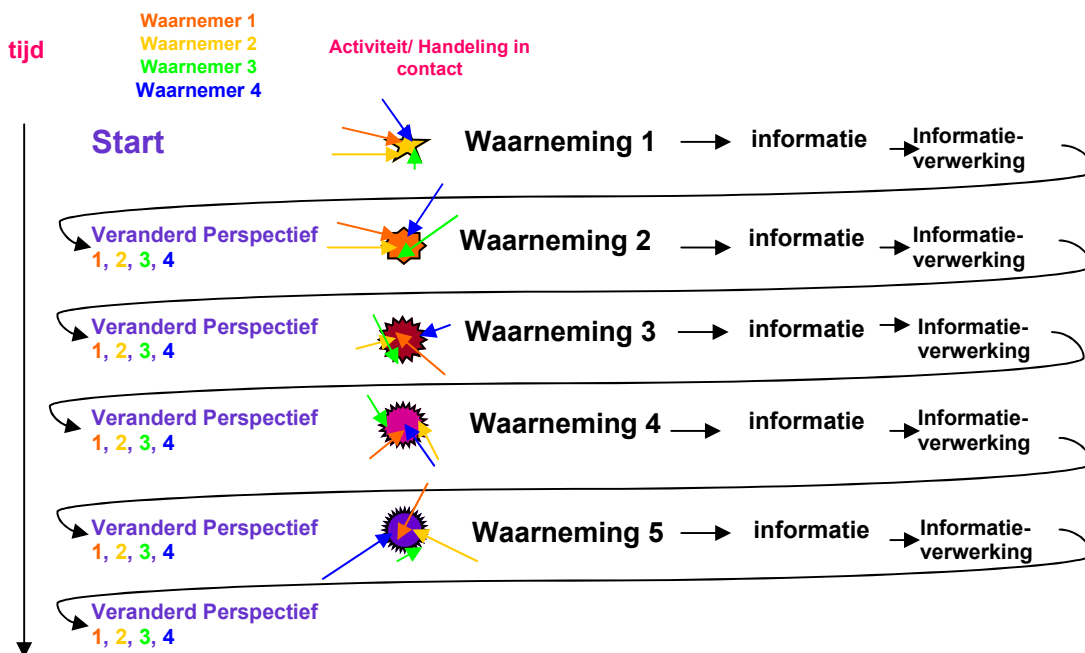 tijd
Waarnemer 1
Waarnemer 2
Waarnemer 3
Waarnemer 4
Activiteit/ Handeling in
contact
Start
Waarneming 1
informatie
Informatie-
verwerking
Veranderd Perspectief
1, 2, 3, 4
Waarneming 2
informatie
Informatie-
verwerking
Veranderd Perspectief
1, 2, 3, 4
Waarneming 3
informatie
Informatie-
verwerking
Veranderd Perspectief
1, 2, 3, 4
Waarneming 4
informatie
Informatie-
verwerking
Veranderd Perspectief
1, 2, 3, 4
Waarneming 5
informatie
Informatie-
verwerking
Veranderd Perspectief
1, 2, 3, 4